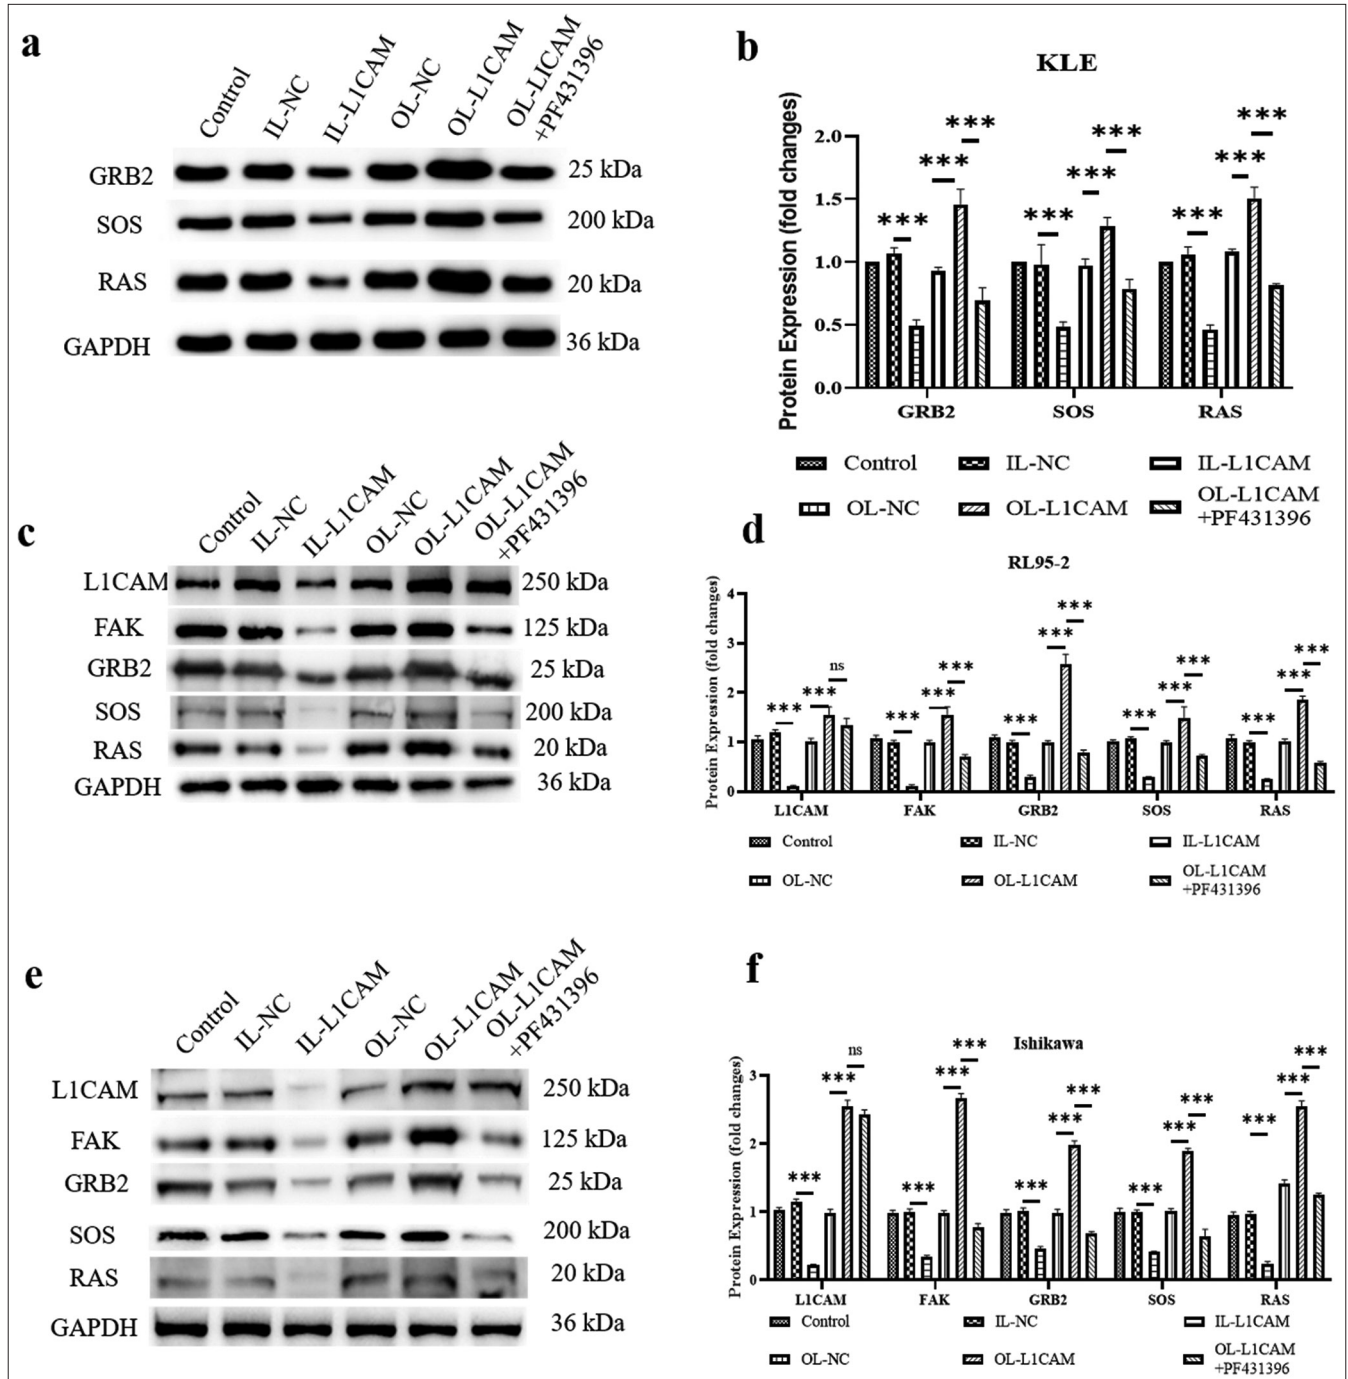 a
Control
IL-NC
IL-L1CAM
OL-NC
OL-L1CAM
OL-LICAM
+PF431396
GRB2
25 kDa
SOS
200 kDa
RAS
20 kDa
GAPDH
36 kDa
b
KLE
Protein Expression (fold changes)
2.0
1.5
1.0
0.5
0.0
*** *** ***
*** *** ***
*** *** ***
GRB2 SOS RAS
Control IL-NC IL-L1CAM
OL-NC OL-L1CAM OL-L1CAM
+PF431396
c
Control
IL-NC
IL-L1CAM
OL-NC
OL-L1CAM
OL-L1CAM
+PF431396
L1CAM
250 kDa
FAK
125 kDa
GRB2
25 kDa
SOS
200 kDa
RAS
20 kDa
GAPDH
36 kDa
d
RL95-2
Protein Expression (fold changes)
4
3
2
1
0
*** *** ns
*** *** ***
*** *** ***
*** *** ***
*** *** ***
L1CAM FAK GRB2 SOS RAS
Control IL-NC IL-L1CAM
OL-NC OL-L1CAM OL-L1CAM
+PF431396
e
Control
IL-NC
IL-L1CAM
OL-NC
OL-L1CAM
OL-L1CAM
+PF431396
L1CAM
250 kDa
FAK
125 kDa
GRB2
25 kDa
SOS
200 kDa
RAS
20 kDa
GAPDH
36 kDa
f
Ishikawa
Protein Expression (fold changes)
3
2
1
0
*** *** ns
*** *** ***
*** *** ***
*** *** ***
*** *** ***
L1CAM FAK GRB2 SOS RAS
Control IL-NC IL-L1CAM
OL-NC OL-L1CAM OL-L1CAM
+PF431396